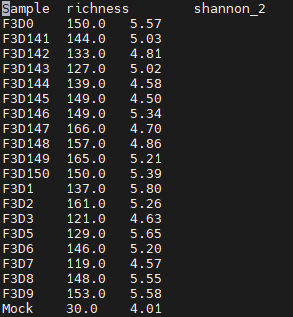 Sample richness shannon_2
F3D0 150.0 5.57
F3D141 144.0 5.03
F3D142 133.0 4.81
F3D143 127.0 5.02
F3D144 139.0 4.58
F3D145 149.0 4.50
F3D146 149.0 5.34
F3D147 166.0 4.70
F3D148 157.0 4.86
F3D149 165.0 5.21
F3D150 150.0 5.39
F3D1 137.0 5.80
F3D2 161.0 5.26
F3D3 121.0 4.63
F3D5 129.0 5.65
F3D6 146.0 5.20
F3D7 119.0 4.57
F3D8 148.0 5.55
F3D9 153.0 5.58
Mock 30.0 4.01